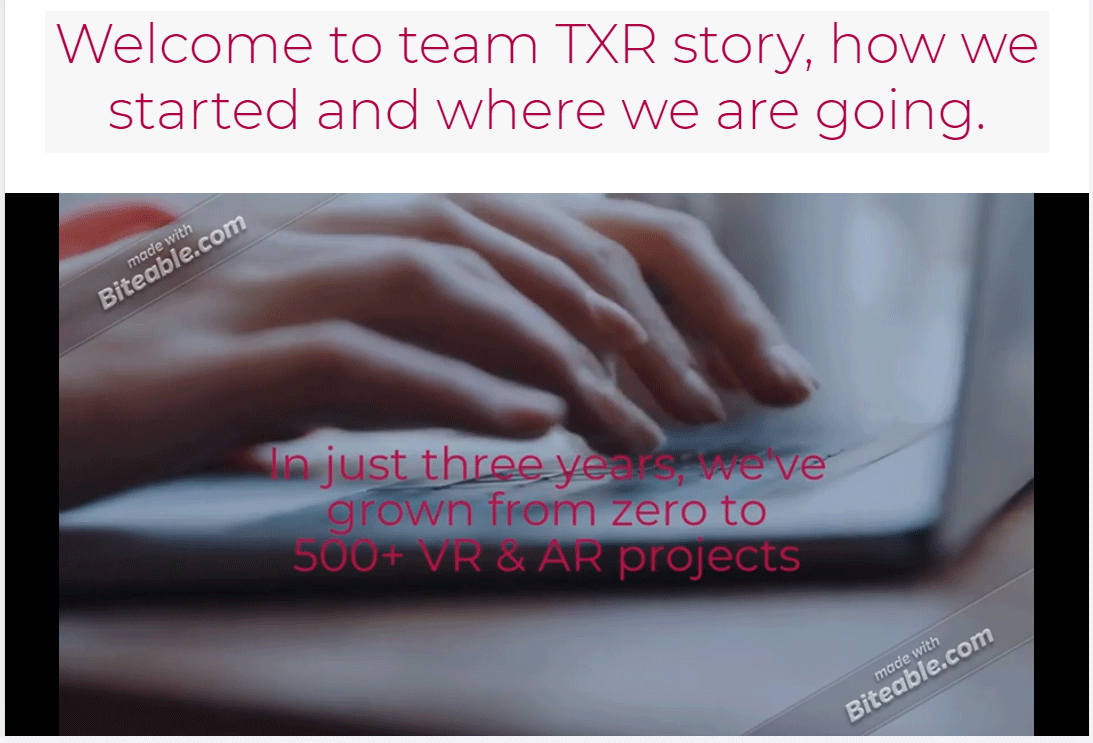 Welcome to team TXR story, how we
started and where we are going.
made with
Biteable.com
In just three years, we've
grown from zero to
500+ VR & AR projects
made with
Biteable.com